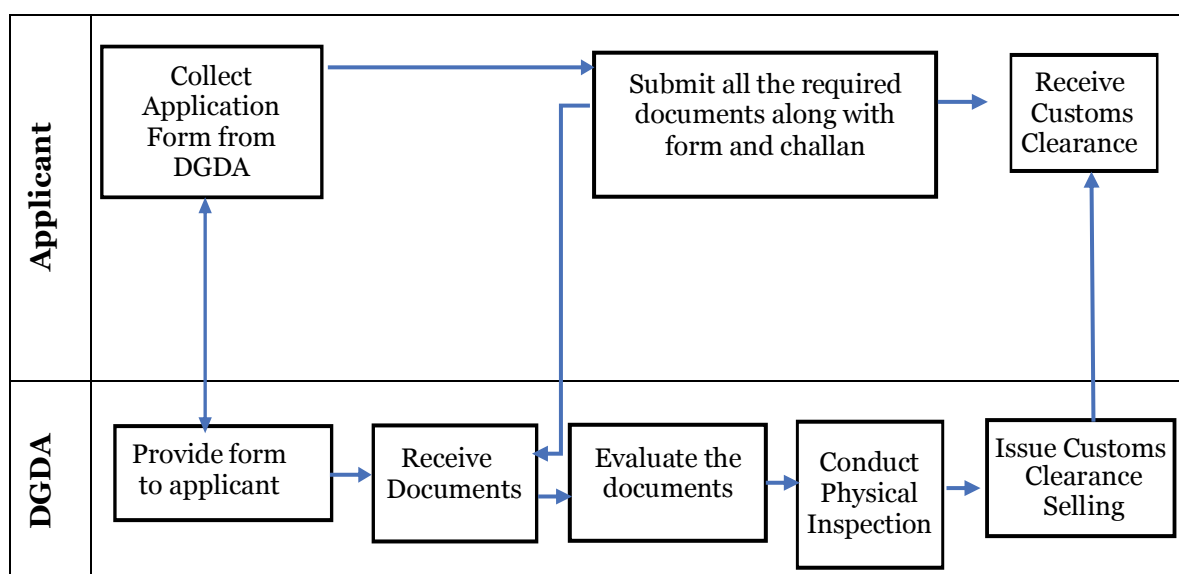 Applicant
Collect
Application
Form from
DGDA
Submit all the required
documents along with
form and challan
Receive
Customs
Clearance
DGDA
Provide form
to applicant
Receive
Documents
Evaluate the
documents
Conduct
Physical
Inspection
Issue Customs
Clearance
Selling